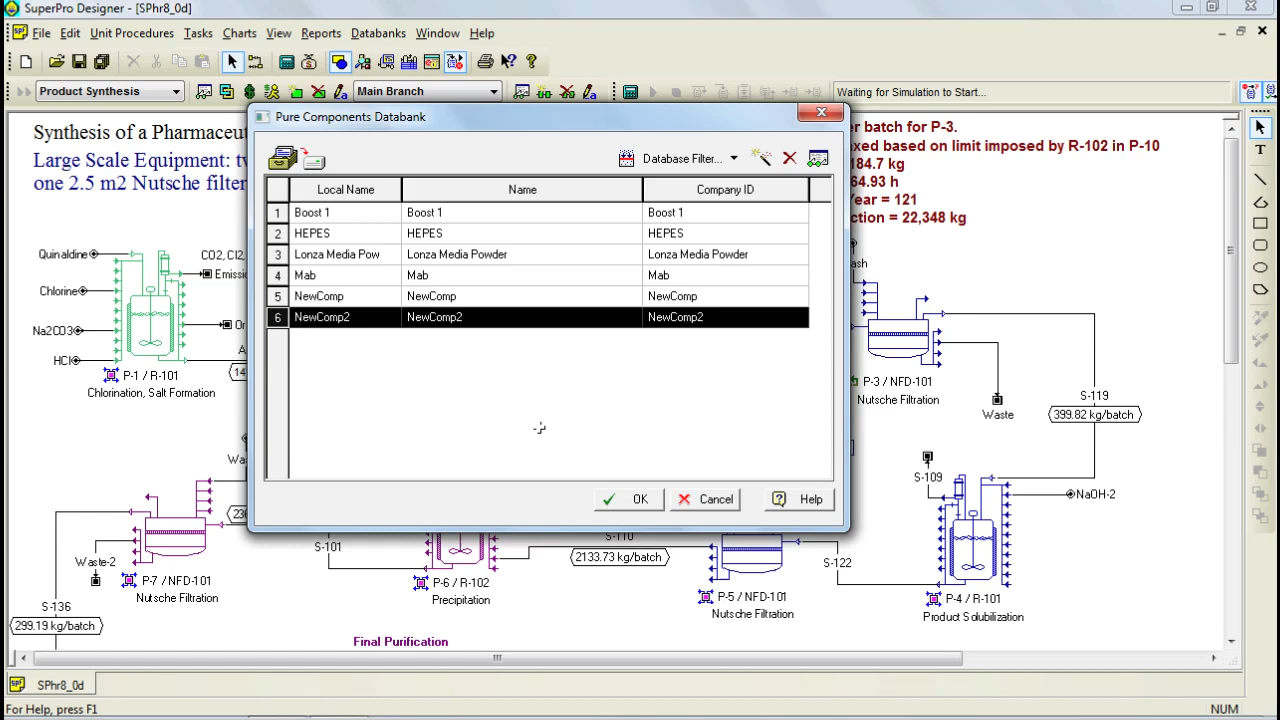 SuperPro Designer - [SPhr8_0d]
File Edit Unit Procedures Tasks Charts View Reports Databanks Window Help
Product Synthesis
Main Branch
Waiting for Simulation to Start...
Synthesis of a Pharmaceu
Large Scale Equipment: tw
one 2.5 m2 Nutsche filter
er batch for P-3.
xed based on limit imposed by R-102 in P-10
184.7 kg
64.93 h
Year = 121
ction = 22,348 kg
Pure Components Databank
Database Filter...
Local Name Name Company ID
1 Boost 1 Boost 1 Boost 1
2 HEPES HEPES HEPES
3 Lonza Media Pow Lonza Media Powder Lonza Media Powder
4 Mab Mab Mab
5 NewComp NewComp NewComp
6 NewComp2 NewComp2 NewComp2
OK Cancel Help
Quinaldine
CO2, Cl2,
Emissi
Chlorine
Na2CO3
HCl
P-1 / R-101
Chlorination, Salt Formation
ash
P-3 / NFD-101
Nutsche Filtration
Waste
S-119
399.82 kg/batch
S-109
NaOH-2
P-4 / R-101
Product Solubilization
S-122
S-110
2133.73 kg/batch
P-5 / NFD-101
Nutsche Filtration
S-101
P-6 / R-102
Precipitation
Waste-2
P-7 / NFD-101
Nutsche Filtration
S-136
299.19 kg/batch
Final Purification
SPhr8_0d
For Help, press F1
NUM